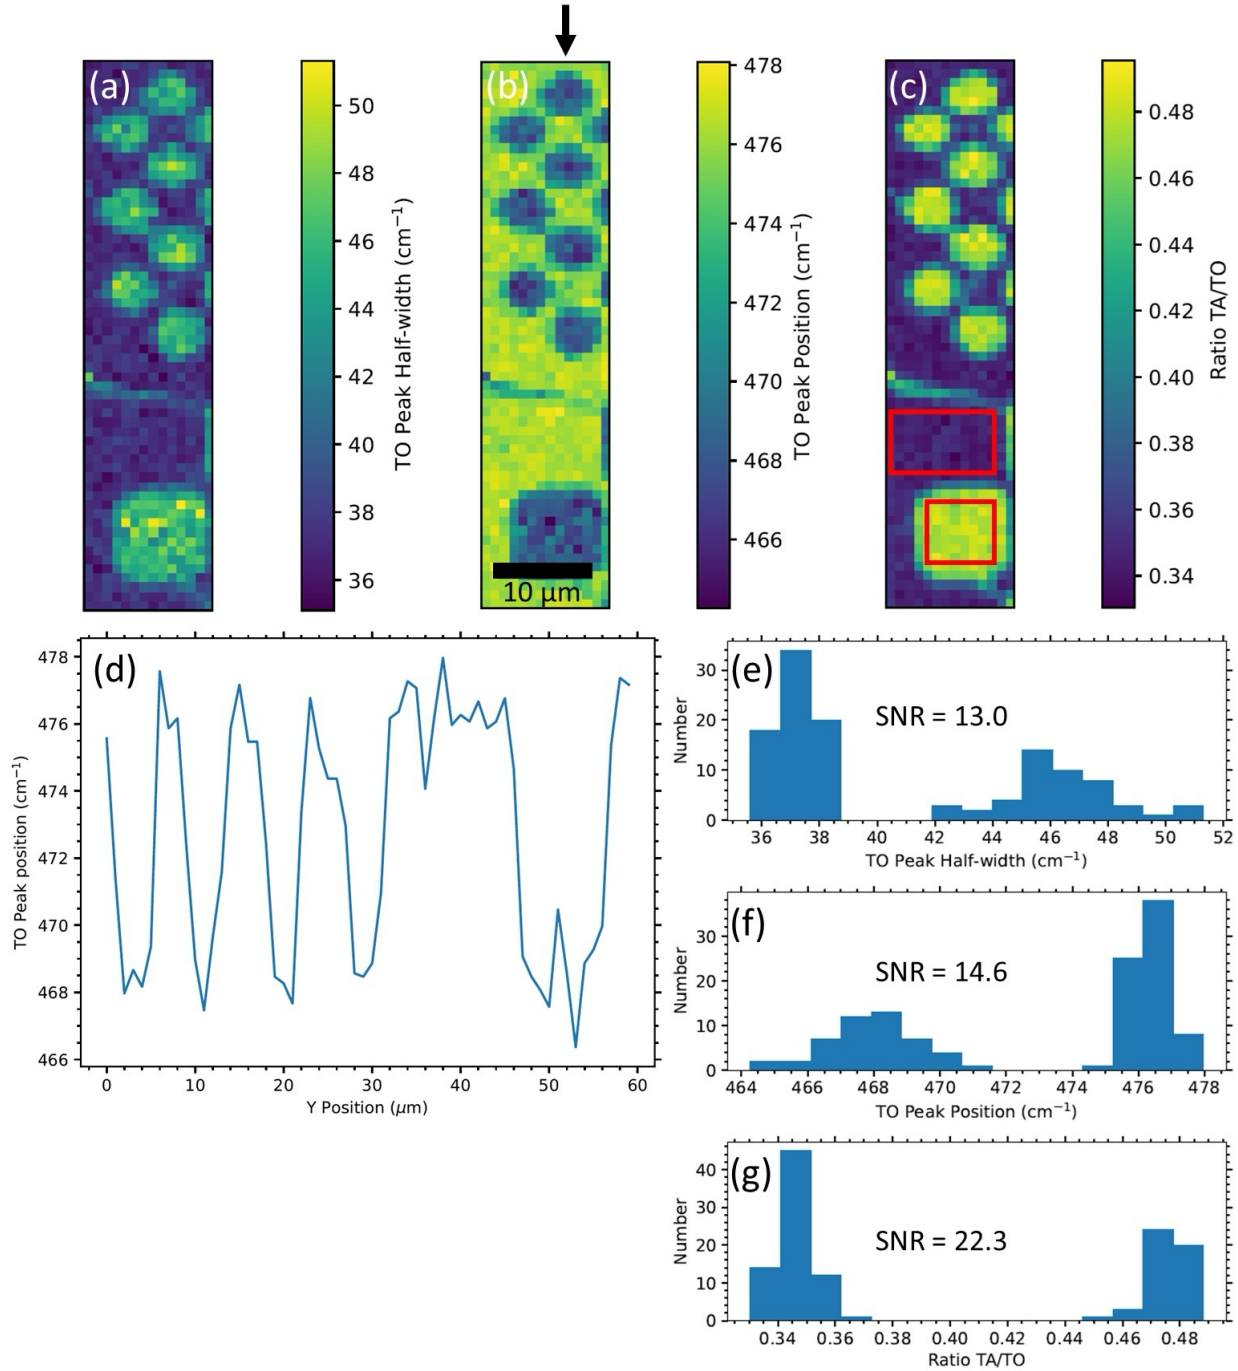 (a)
50
48
46
44
42
40
38
36
TO Peak Half-width (cm⁻¹)
(b)
10 µm
478
476
474
472
470
468
466
TO Peak Position (cm⁻¹)
(c)
0.48
0.46
0.44
0.42
0.40
0.38
0.36
0.34
Ratio TA/TO
(d)
478
476
474
472
470
468
466
TO Peak position (cm⁻¹)
0 10 20 30 40 50 60
Y Position (µm)
(e)
SNR = 13.0
30
20
10
0
Number
36 38 40 42 44 46 48 50 52
TO Peak Half-width (cm⁻¹)
(f)
SNR = 14.6
30
20
10
0
Number
464 466 468 470 472 474 476 478
TO Peak Position (cm⁻¹)
(g)
SNR = 22.3
40
30
20
10
0
Number
0.34 0.36 0.38 0.40 0.42 0.44 0.46 0.48
Ratio TA/TO